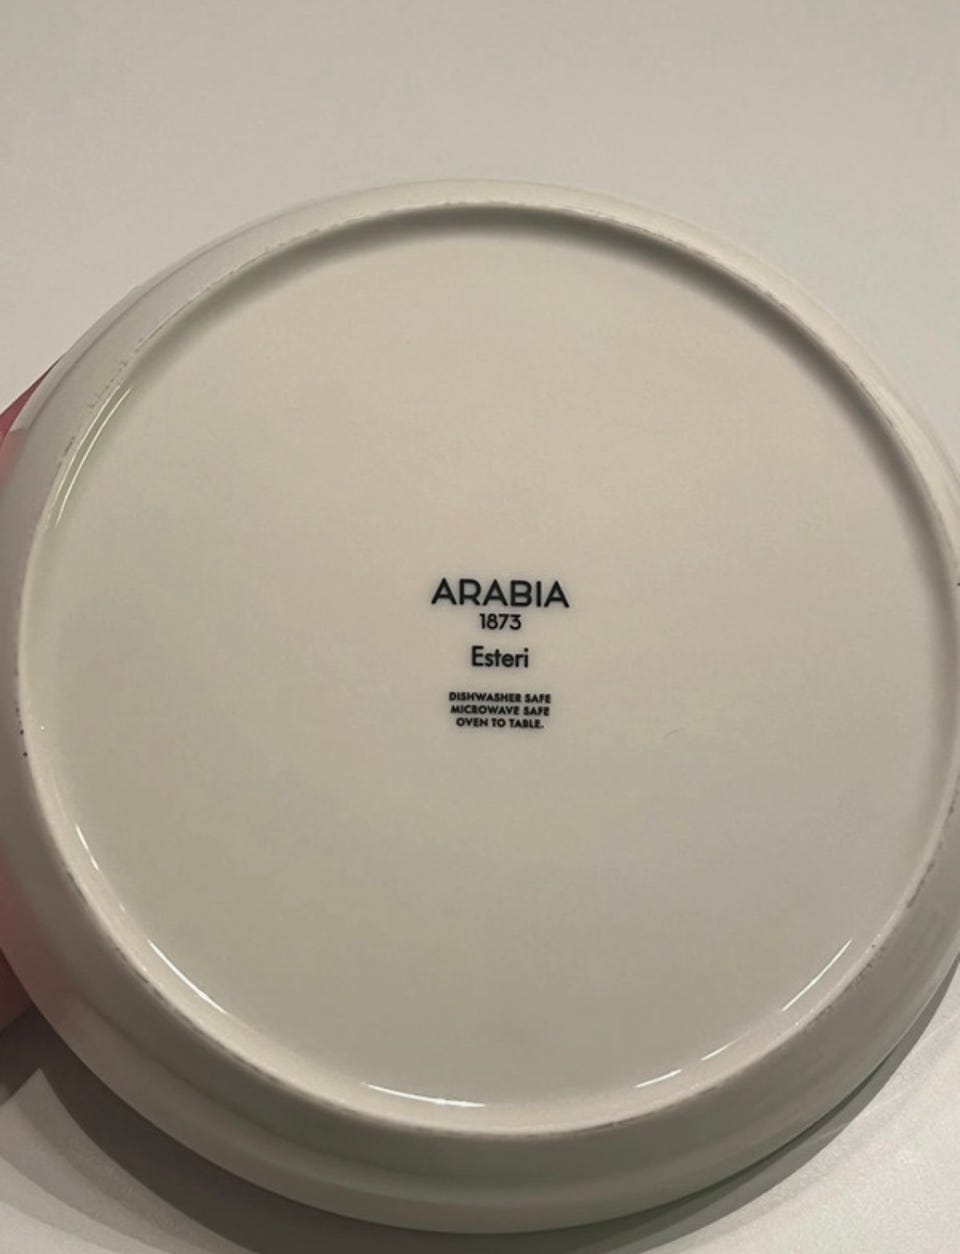 ARABIA
1873
Esteri
DISHWASHER SAFE
MICROWAVE SAFE
OVEN TO TABLE.